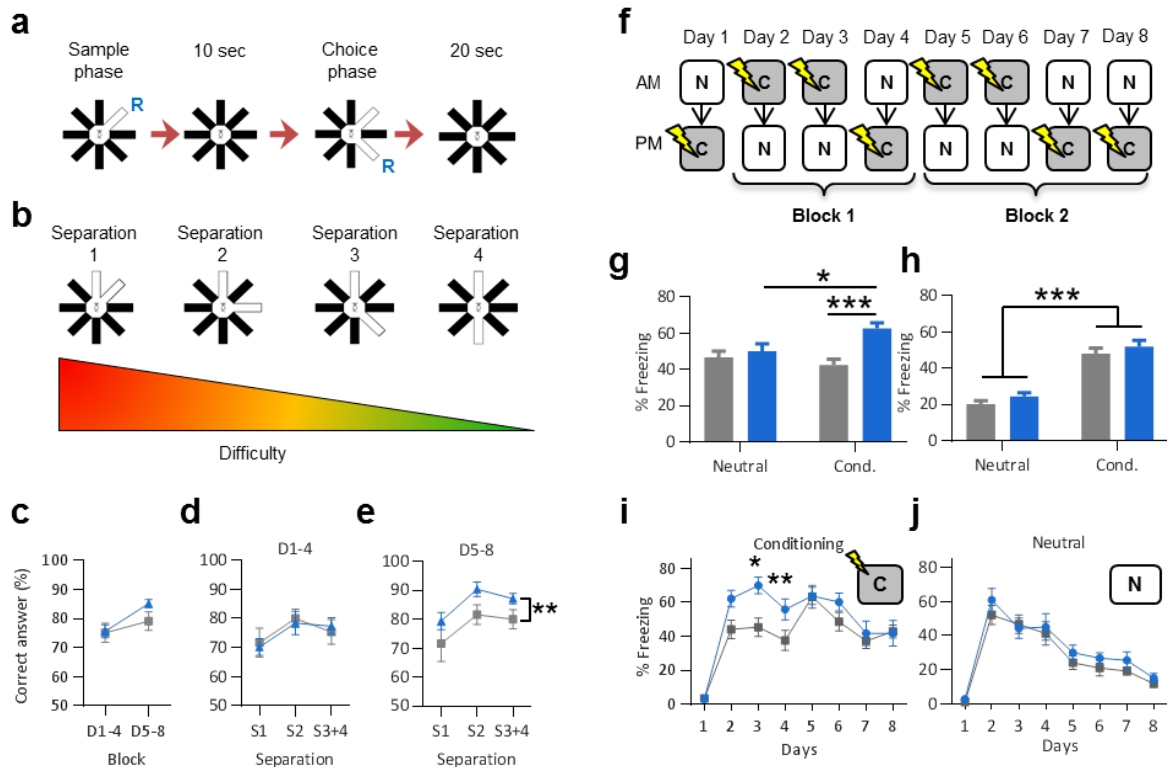 a
Sample phase
10 sec
Choice phase
20 sec
R
R
b
Separation 1
Separation 2
Separation 3
Separation 4
Difficulty
c
Correct answer (%)
100
90
80
70
60
50
D1-4 D5-8
Block
d
D1-4
100
90
80
70
60
50
S1 S2 S3+4
Separation
e
D5-8
100
90
80
70
60
50
**
S1 S2 S3+4
Separation
f
Day 1 Day 2 Day 3 Day 4 Day 5 Day 6 Day 7 Day 8
AM
N C C N C C N N
PM
C N N C N N C C
Block 1
Block 2
g
% Freezing
80
60
40
20
0
*
***
Neutral Cond.
h
% Freezing
80
60
40
20
0
***
Neutral Cond.
i
Conditioning
C
% Freezing
80
60
40
20
0
*
**
1 2 3 4 5 6 7 8
Days
j
Neutral
N
80
60
40
20
0
1 2 3 4 5 6 7 8
Days